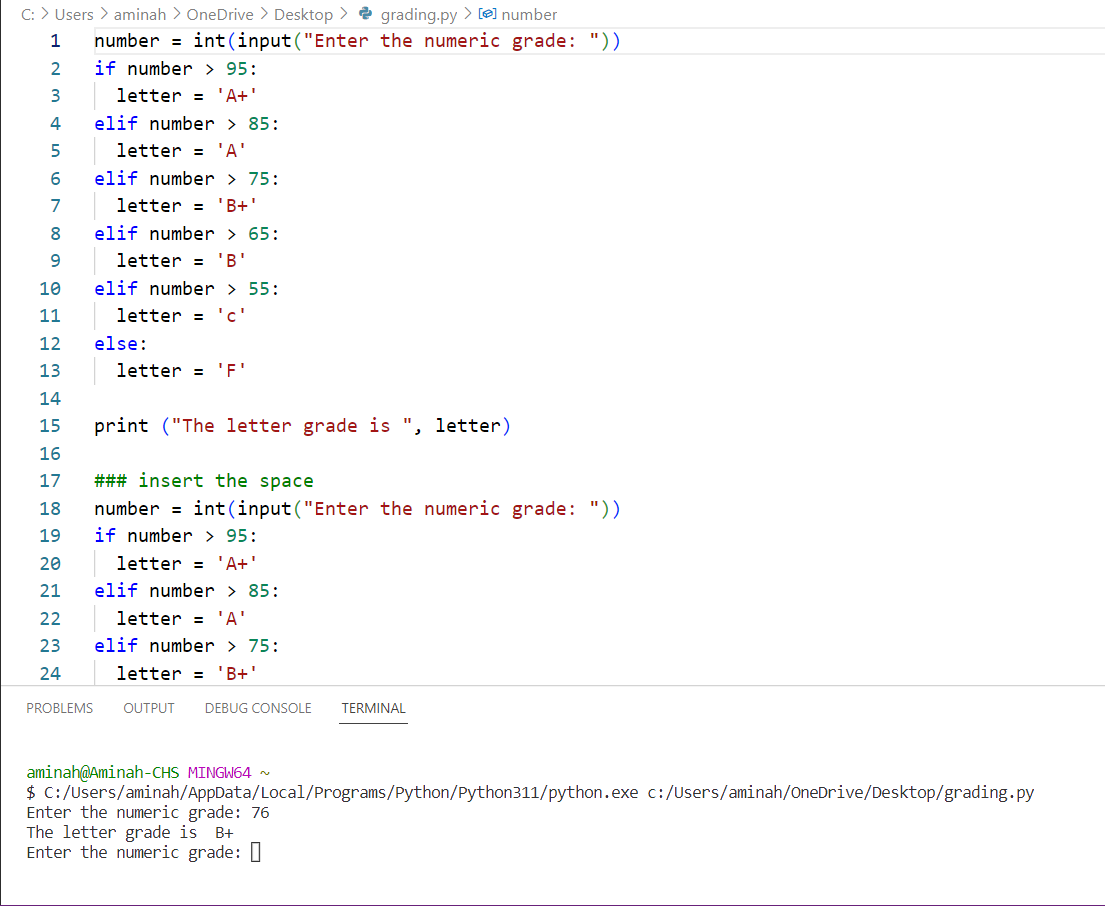 C: > Users > aminah > OneDrive > Desktop > grading.py > number
1 number = int(input("Enter the numeric grade: "))
2 if number > 95:
3   letter = 'A+'
4 elif number > 85:
5   letter = 'A'
6 elif number > 75:
7   letter = 'B+'
8 elif number > 65:
9   letter = 'B'
10 elif number > 55:
11   letter = 'c'
12 else:
13   letter = 'F'
14
15 print ("The letter grade is ", letter)
16
17 ### insert the space
18 number = int(input("Enter the numeric grade: "))
19 if number > 95:
20   letter = 'A+'
21 elif number > 85:
22   letter = 'A'
23 elif number > 75:
24   letter = 'B+'
PROBLEMS OUTPUT DEBUG CONSOLE TERMINAL
aminah@Aminah-CHS MINGW64 ~
$ C:/Users/aminah/AppData/Local/Programs/Python/Python311/python.exe c:/Users/aminah/OneDrive/Desktop/grading.py
Enter the numeric grade: 76
The letter grade is  B+
Enter the numeric grade: